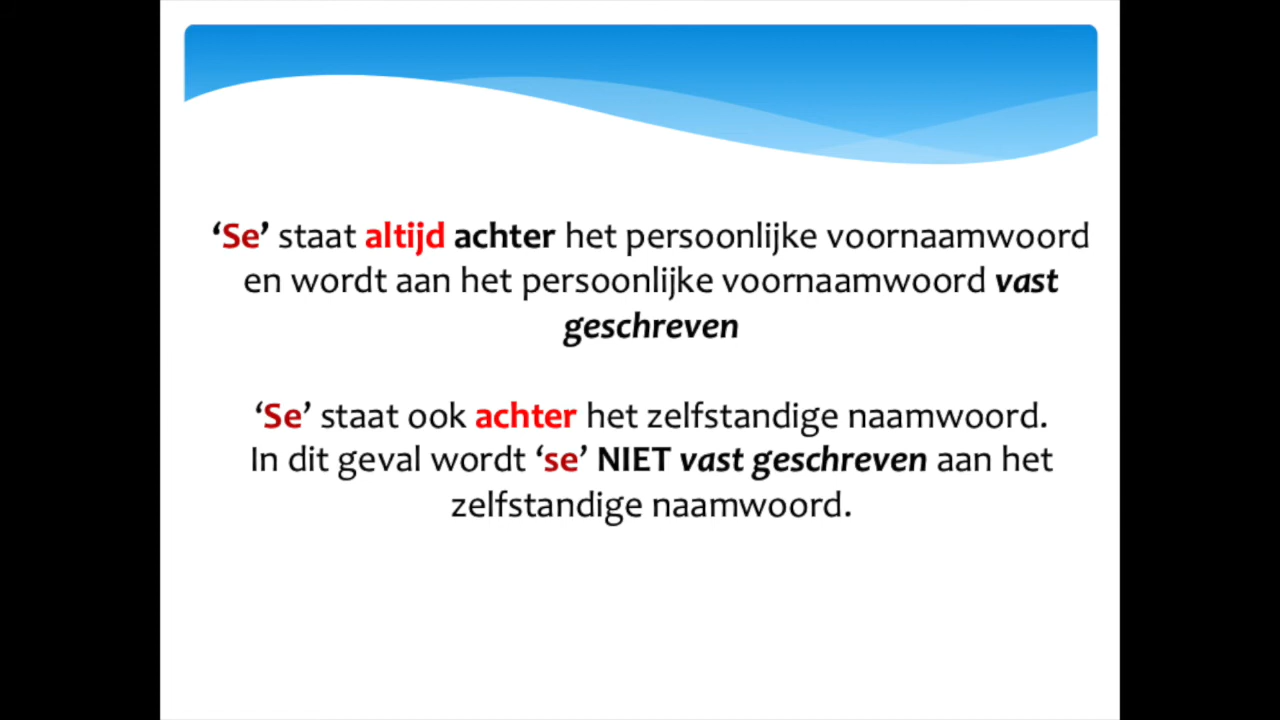 ‘Se’ staat altijd achter het persoonlijke voornaamwoord
en wordt aan het persoonlijke voornaamwoord vast
geschreven
‘Se’ staat ook achter het zelfstandige naamwoord.
In dit geval wordt ‘se’ NIET vast geschreven aan het
zelfstandige naamwoord.